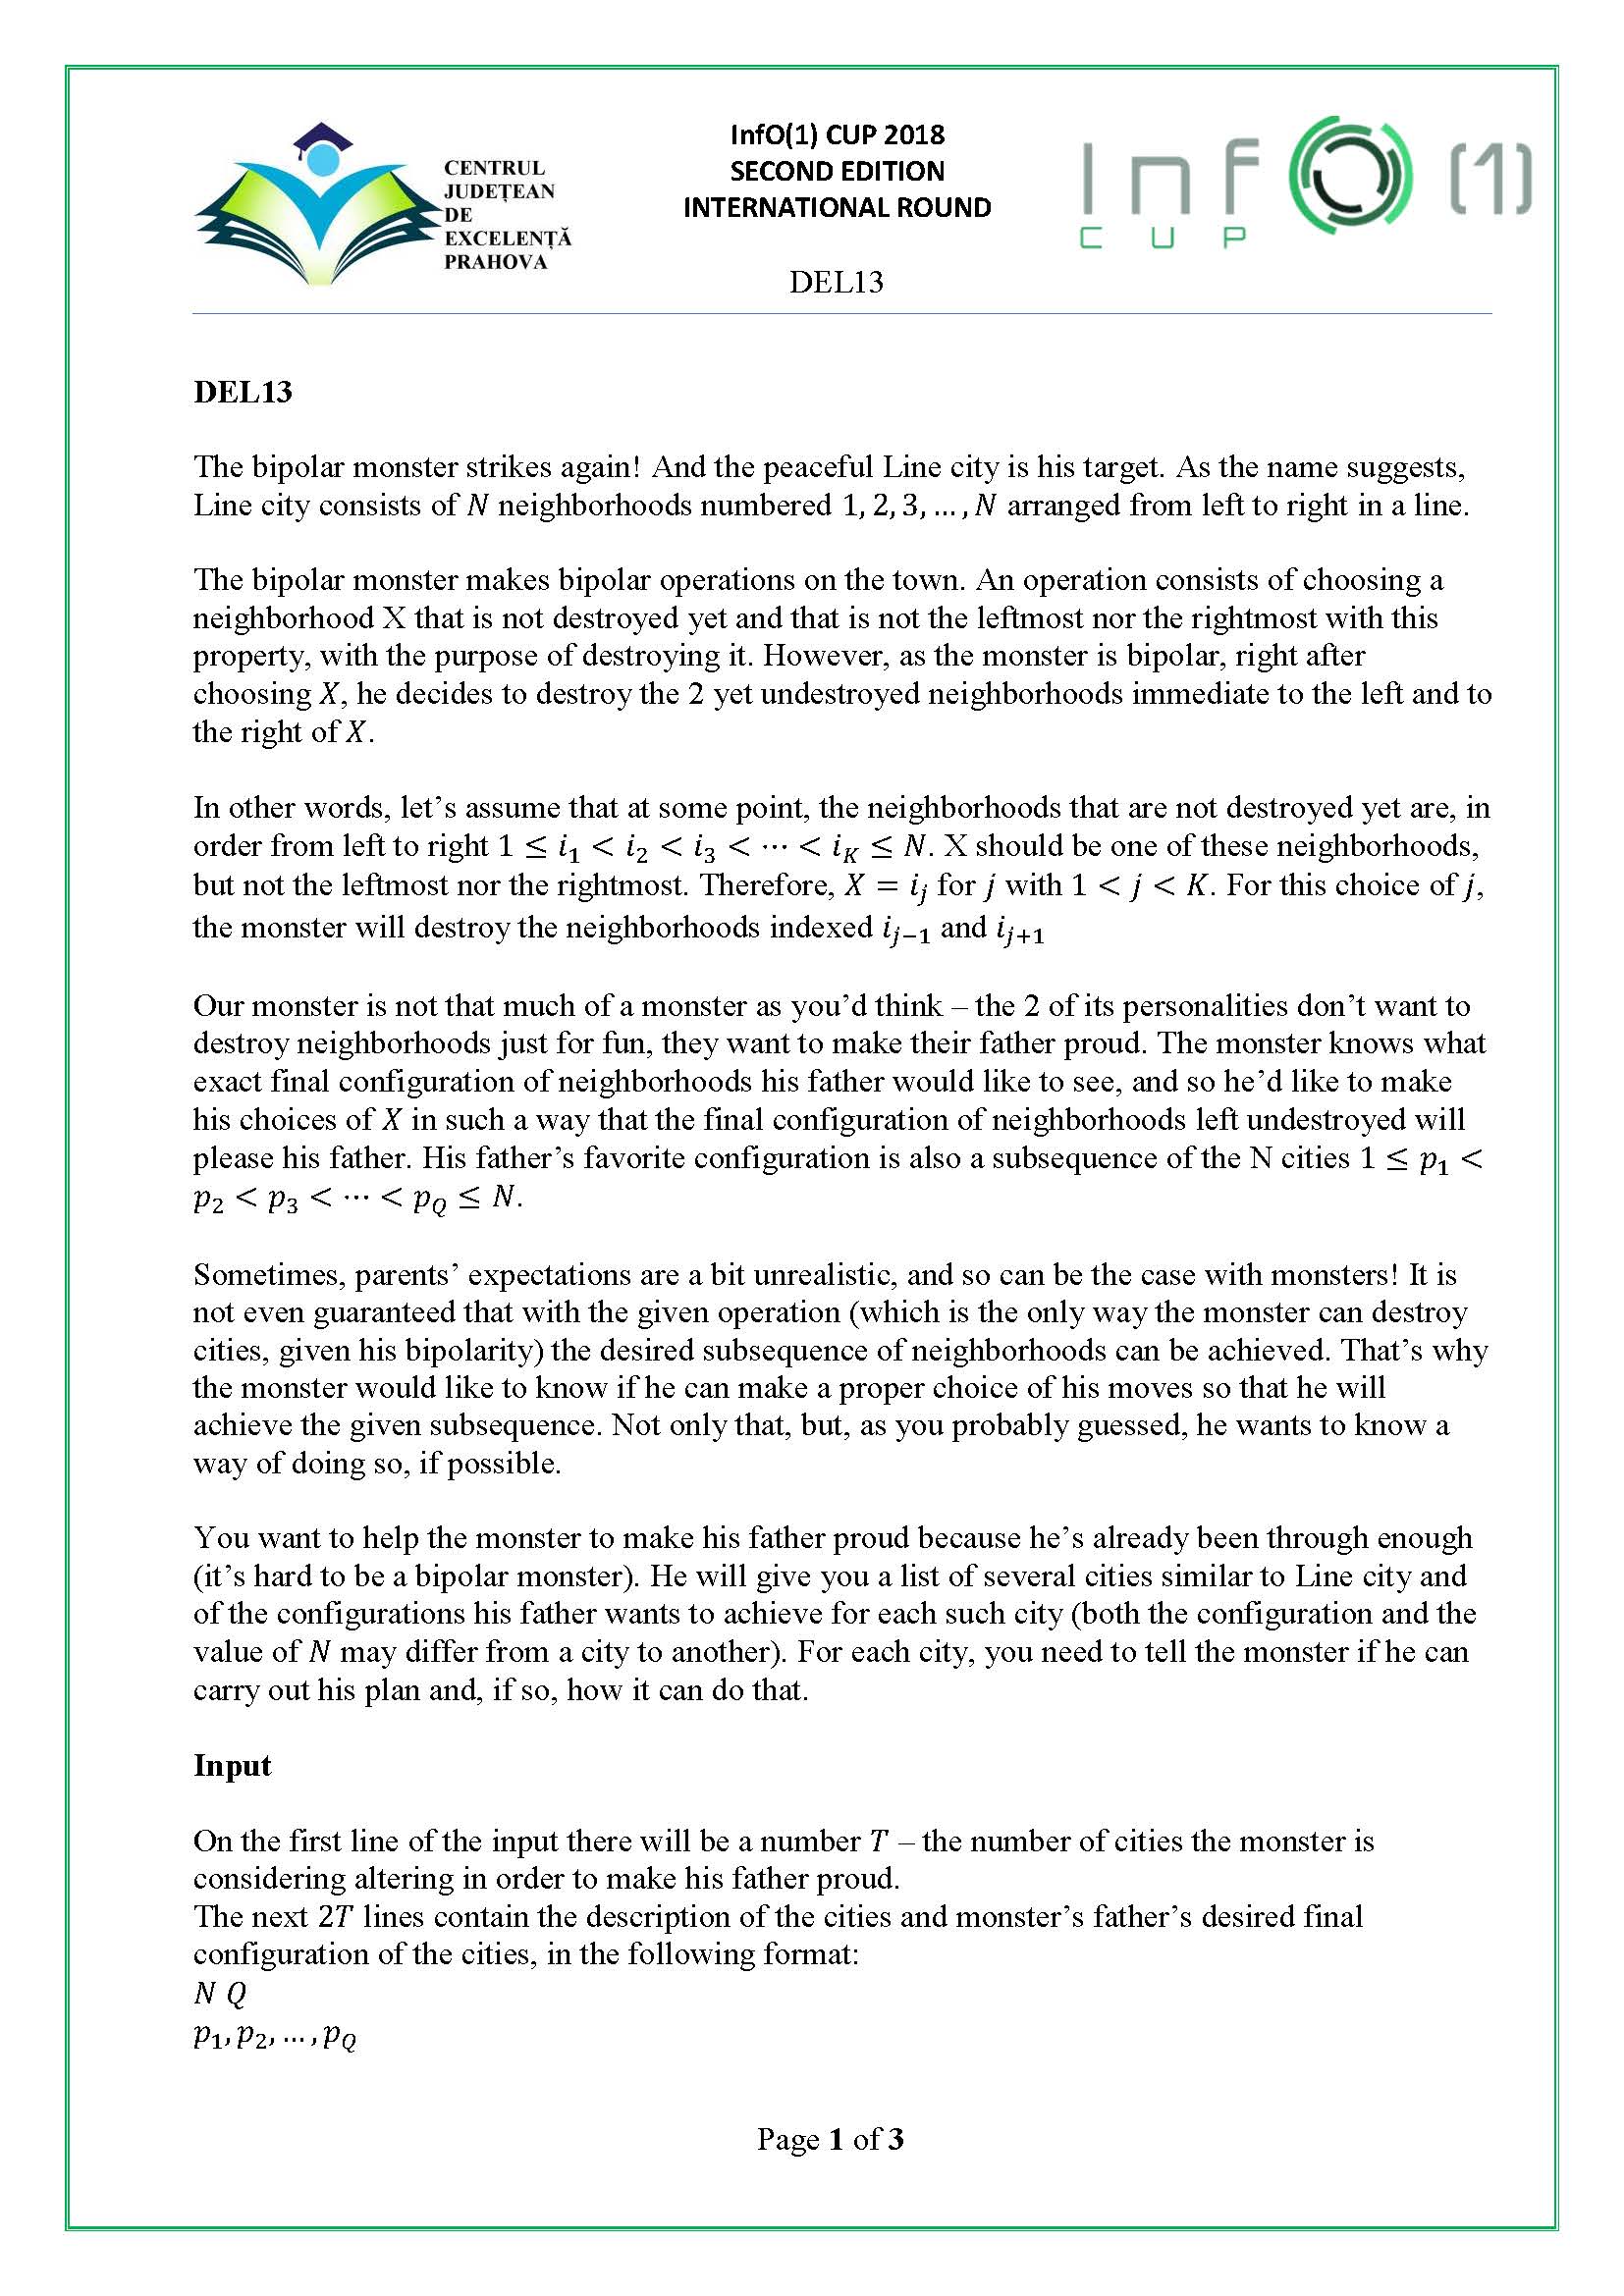 CENTRUL
JUDEȚEAN
DE
EXCELENȚĂ
PRAHOVA
InfO(1) CUP 2018
SECOND EDITION
INTERNATIONAL ROUND
Inf O (1)
CUP
DEL13
DEL13
The bipolar monster strikes again! And the peaceful Line city is his target. As the name suggests,
Line city consists of N neighborhoods numbered 1, 2, 3, … , N arranged from left to right in a line.
The bipolar monster makes bipolar operations on the town. An operation consists of choosing a
neighborhood X that is not destroyed yet and that is not the leftmost nor the rightmost with this
property, with the purpose of destroying it. However, as the monster is bipolar, right after
choosing X, he decides to destroy the 2 yet undestroyed neighborhoods immediate to the left and to
the right of X.
In other words, let’s assume that at some point, the neighborhoods that are not destroyed yet are, in
order from left to right 1 ≤ i₁ < i₂ < i₃ < ⋯ < i_K ≤ N. X should be one of these neighborhoods,
but not the leftmost nor the rightmost. Therefore, X = i_j for j with 1 < j < K. For this choice of j,
the monster will destroy the neighborhoods indexed i_{j−1} and i_{j+1}
Our monster is not that much of a monster as you’d think – the 2 of its personalities don’t want to
destroy neighborhoods just for fun, they want to make their father proud. The monster knows what
exact final configuration of neighborhoods his father would like to see, and so he’d like to make
his choices of X in such a way that the final configuration of neighborhoods left undestroyed will
please his father. His father’s favorite configuration is also a subsequence of the N cities 1 ≤ p₁ <
p₂ < p₃ < ⋯ < p_Q ≤ N.
Sometimes, parents’ expectations are a bit unrealistic, and so can be the case with monsters! It is
not even guaranteed that with the given operation (which is the only way the monster can destroy
cities, given his bipolarity) the desired subsequence of neighborhoods can be achieved. That’s why
the monster would like to know if he can make a proper choice of his moves so that he will
achieve the given subsequence. Not only that, but, as you probably guessed, he wants to know a
way of doing so, if possible.
You want to help the monster to make his father proud because he’s already been through enough
(it’s hard to be a bipolar monster). He will give you a list of several cities similar to Line city and
of the configurations his father wants to achieve for each such city (both the configuration and the
value of N may differ from a city to another). For each city, you need to tell the monster if he can
carry out his plan and, if so, how it can do that.
Input
On the first line of the input there will be a number T – the number of cities the monster is
considering altering in order to make his father proud.
The next 2T lines contain the description of the cities and monster’s father’s desired final
configuration of the cities, in the following format:
N Q
p₁, p₂, … , p_Q
Page 1 of 3